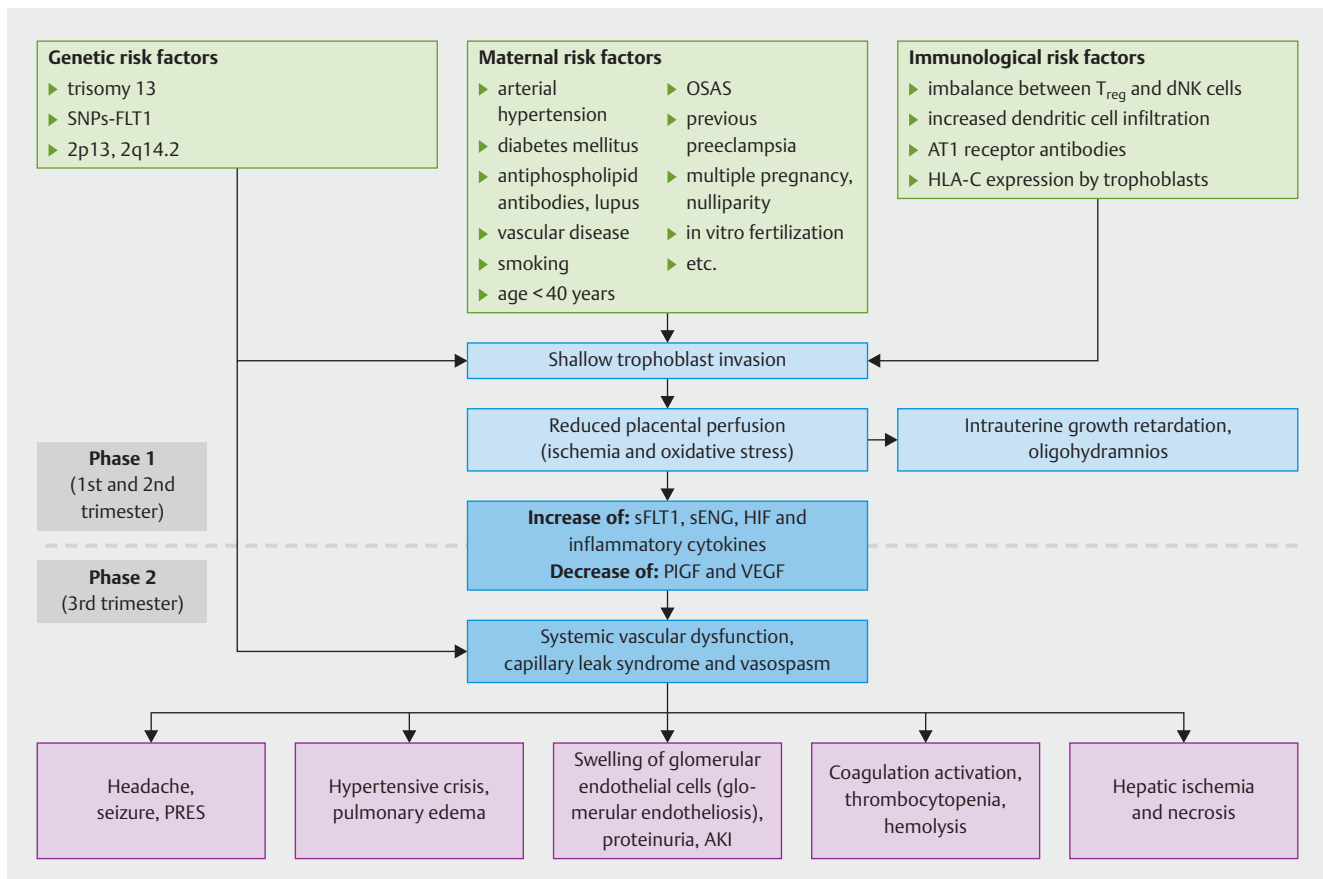 Genetic risk factors
trisomy 13
SNPs-FLT1
2p13, 2q14.2
Maternal risk factors
arterial
hypertension
diabetes mellitus
antiphospholipid
antibodies, lupus
vascular disease
smoking
age < 40 years
OSAS
previous
preeclampsia
multiple pregnancy,
nulliparity
in vitro fertilization
etc.
Immunological risk factors
imbalance between Treg and dNK cells
increased dendritic cell infiltration
AT1 receptor antibodies
HLA-C expression by trophoblasts
Shallow trophoblast invasion
Reduced placental perfusion
(ischemia and oxidative stress)
Intrauterine growth retardation,
oligohydramnios
Phase 1
(1st and 2nd
trimester)
Increase of: sFLT1, sENG, HIF and
inflammatory cytokines
Decrease of: PIGF and VEGF
Phase 2
(3rd trimester)
Systemic vascular dysfunction,
capillary leak syndrome and vasospasm
Headache,
seizure, PRES
Hypertensive crisis,
pulmonary edema
Swelling of glomerular
endothelial cells (glo-
merular endotheliosis),
proteinuria, AKI
Coagulation activation,
thrombocytopenia,
hemolysis
Hepatic ischemia
and necrosis